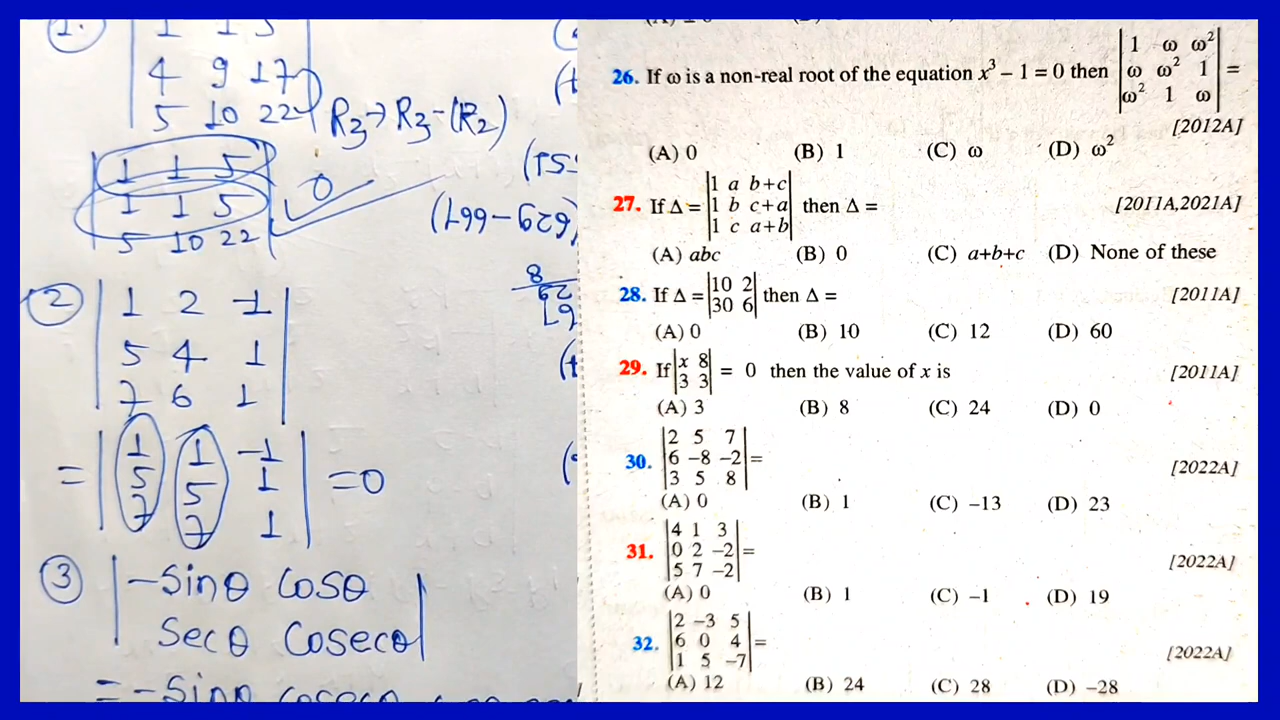 1.
1 1 5
4 9 17
5 10 22 R₃→R₃-(R₂)
1 1 5
1 1 5 0
5 10 22
(629-667)
8
29
② 1 2 -1
5 4 1
7 6 1
= 1 1 -1
5 5 1 =0
7 7 1
③ -sinθ cosθ
secθ cosecθ
= -sinθ cosecθ
26. If ω is a non-real root of the equation x³ – 1 = 0 then |1 ω ω²| =
|ω ω² 1|
|ω² 1 ω|
[2012A]
(A) 0 (B) 1 (C) ω (D) ω²
|1 a b+c|
27. If Δ = |1 b c+a| then Δ = [2011A,2021A]
|1 c a+b|
(A) abc (B) 0 (C) a+b+c (D) None of these
28. If Δ = |10 2| then Δ = [2011A]
|30 6|
(A) 0 (B) 10 (C) 12 (D) 60
29. If |x 8| = 0 then the value of x is [2011A]
|3 3|
(A) 3 (B) 8 (C) 24 (D) 0
|2 5 7|
30. |6 –8 –2| = [2022A]
|3 5 8|
(A) 0 (B) 1 (C) –13 (D) 23
|4 1 3|
31. |0 2 –2| = [2022A]
|5 7 –2|
(A) 0 (B) 1 (C) –1 (D) 19
|2 –3 5|
32. |6 0 4| = [2022A]
|1 5 –7|
(A) 12 (B) 24 (C) 28 (D) –28